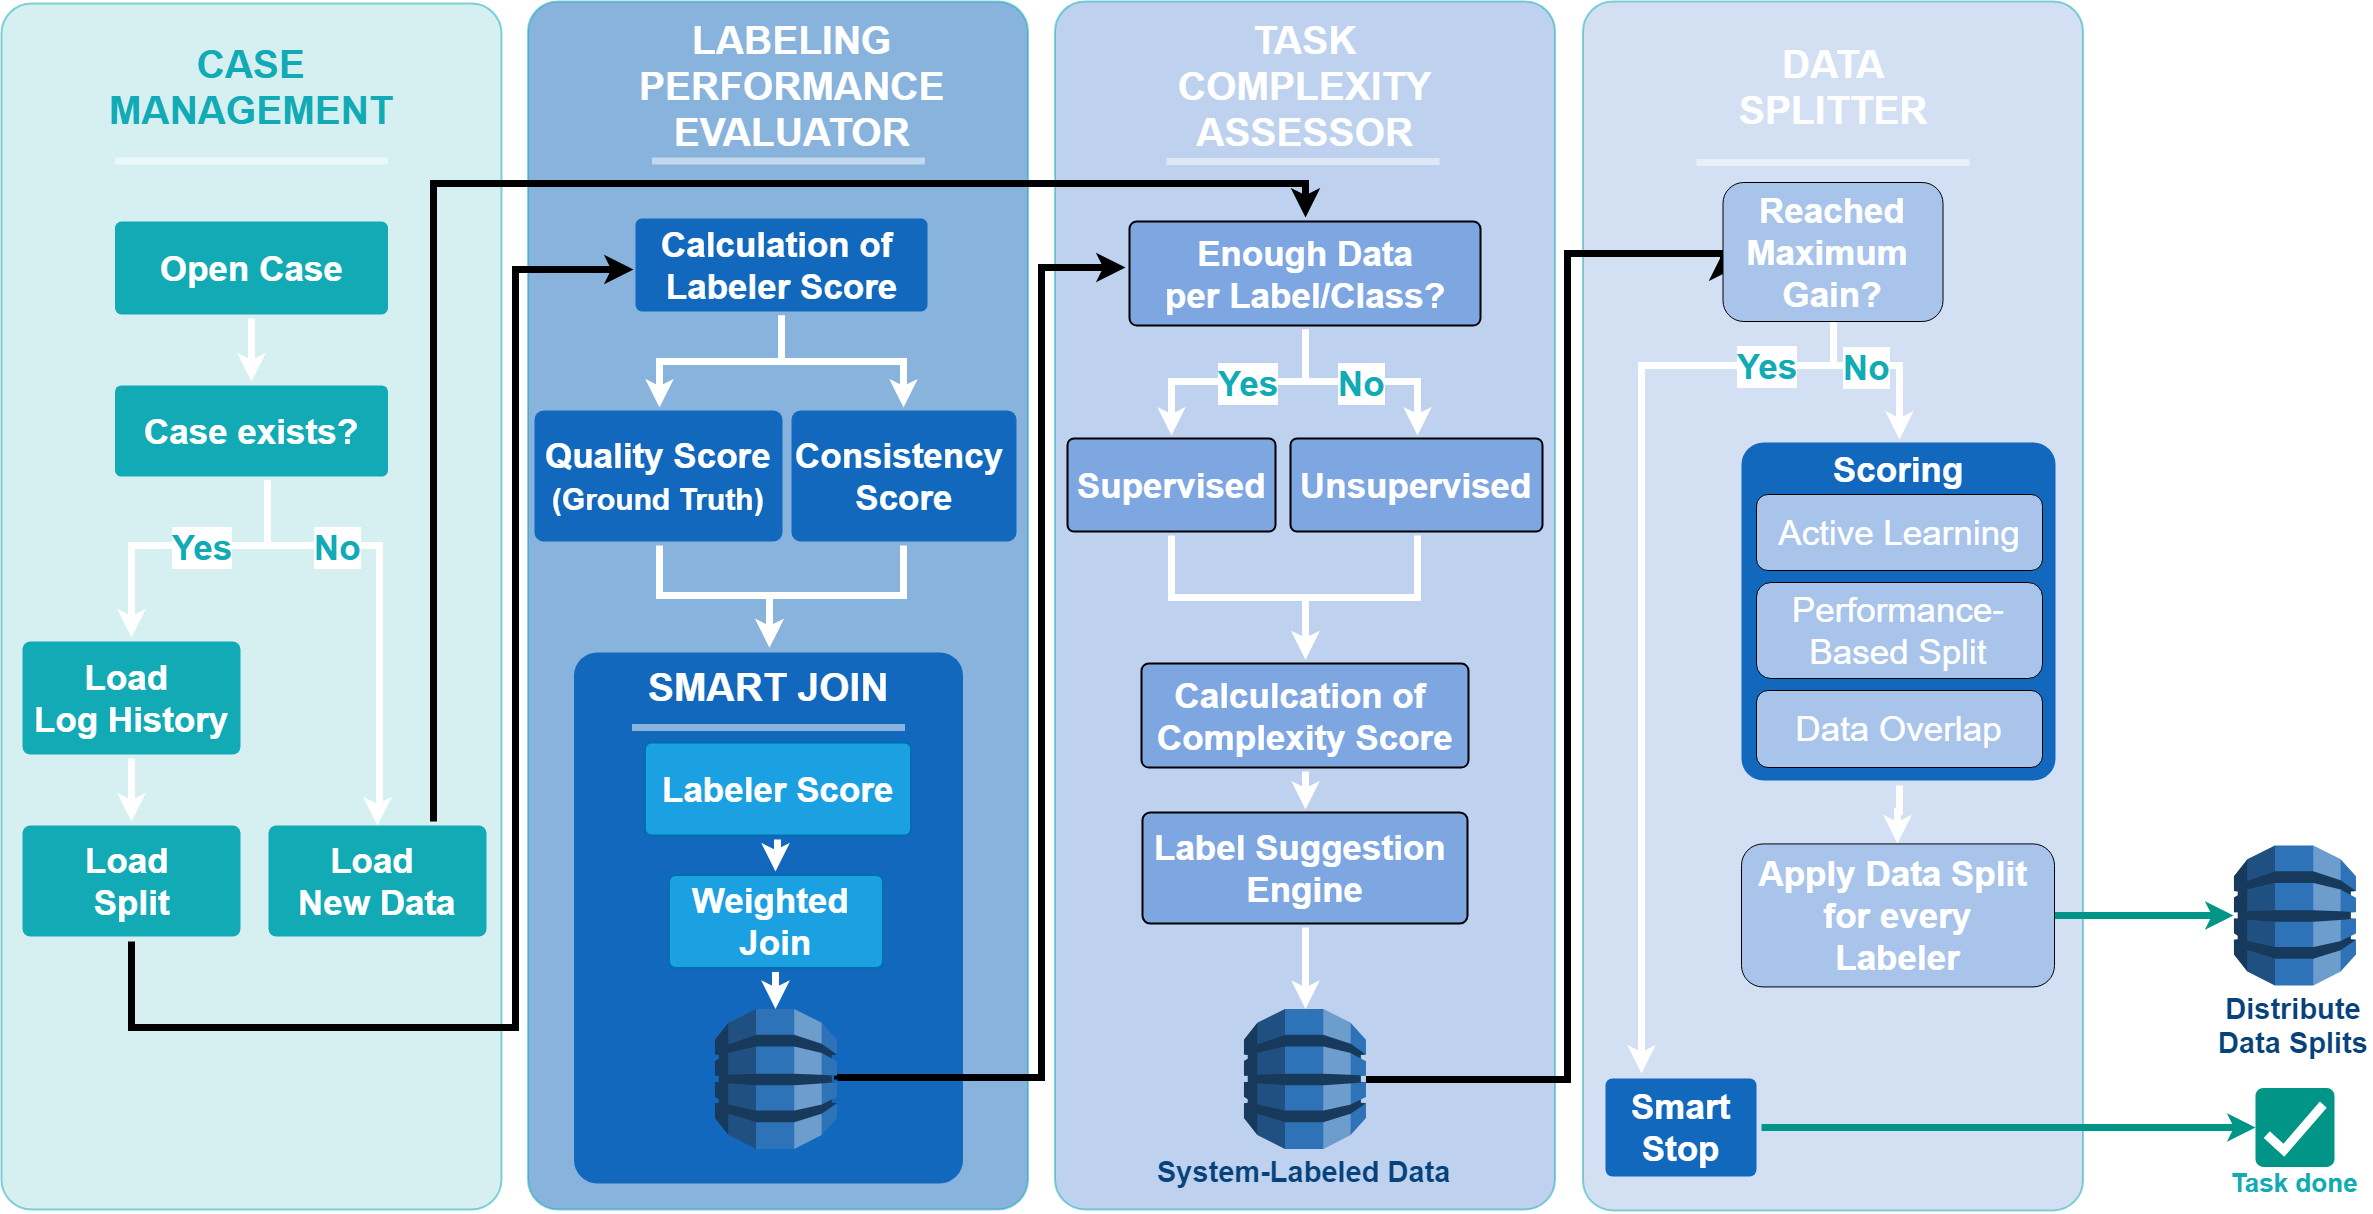 CASE
MANAGEMENT
Open Case
Case exists?
Yes
No
Load
Log History
Load
Split
Load
New Data
LABELING
PERFORMANCE
EVALUATOR
Calculation of
Labeler Score
Quality Score
(Ground Truth)
Consistency
Score
SMART JOIN
Labeler Score
Weighted
Join
TASK
COMPLEXITY
ASSESSOR
Enough Data
per Label/Class?
Yes
No
Supervised
Unsupervised
Calculcation of
Complexity Score
Label Suggestion
Engine
System-Labeled Data
DATA
SPLITTER
Reached
Maximum
Gain?
Yes
No
Scoring
Active Learning
Performance-
Based Split
Data Overlap
Apply Data Split
for every
Labeler
Smart
Stop
Distribute
Data Splits
Task done